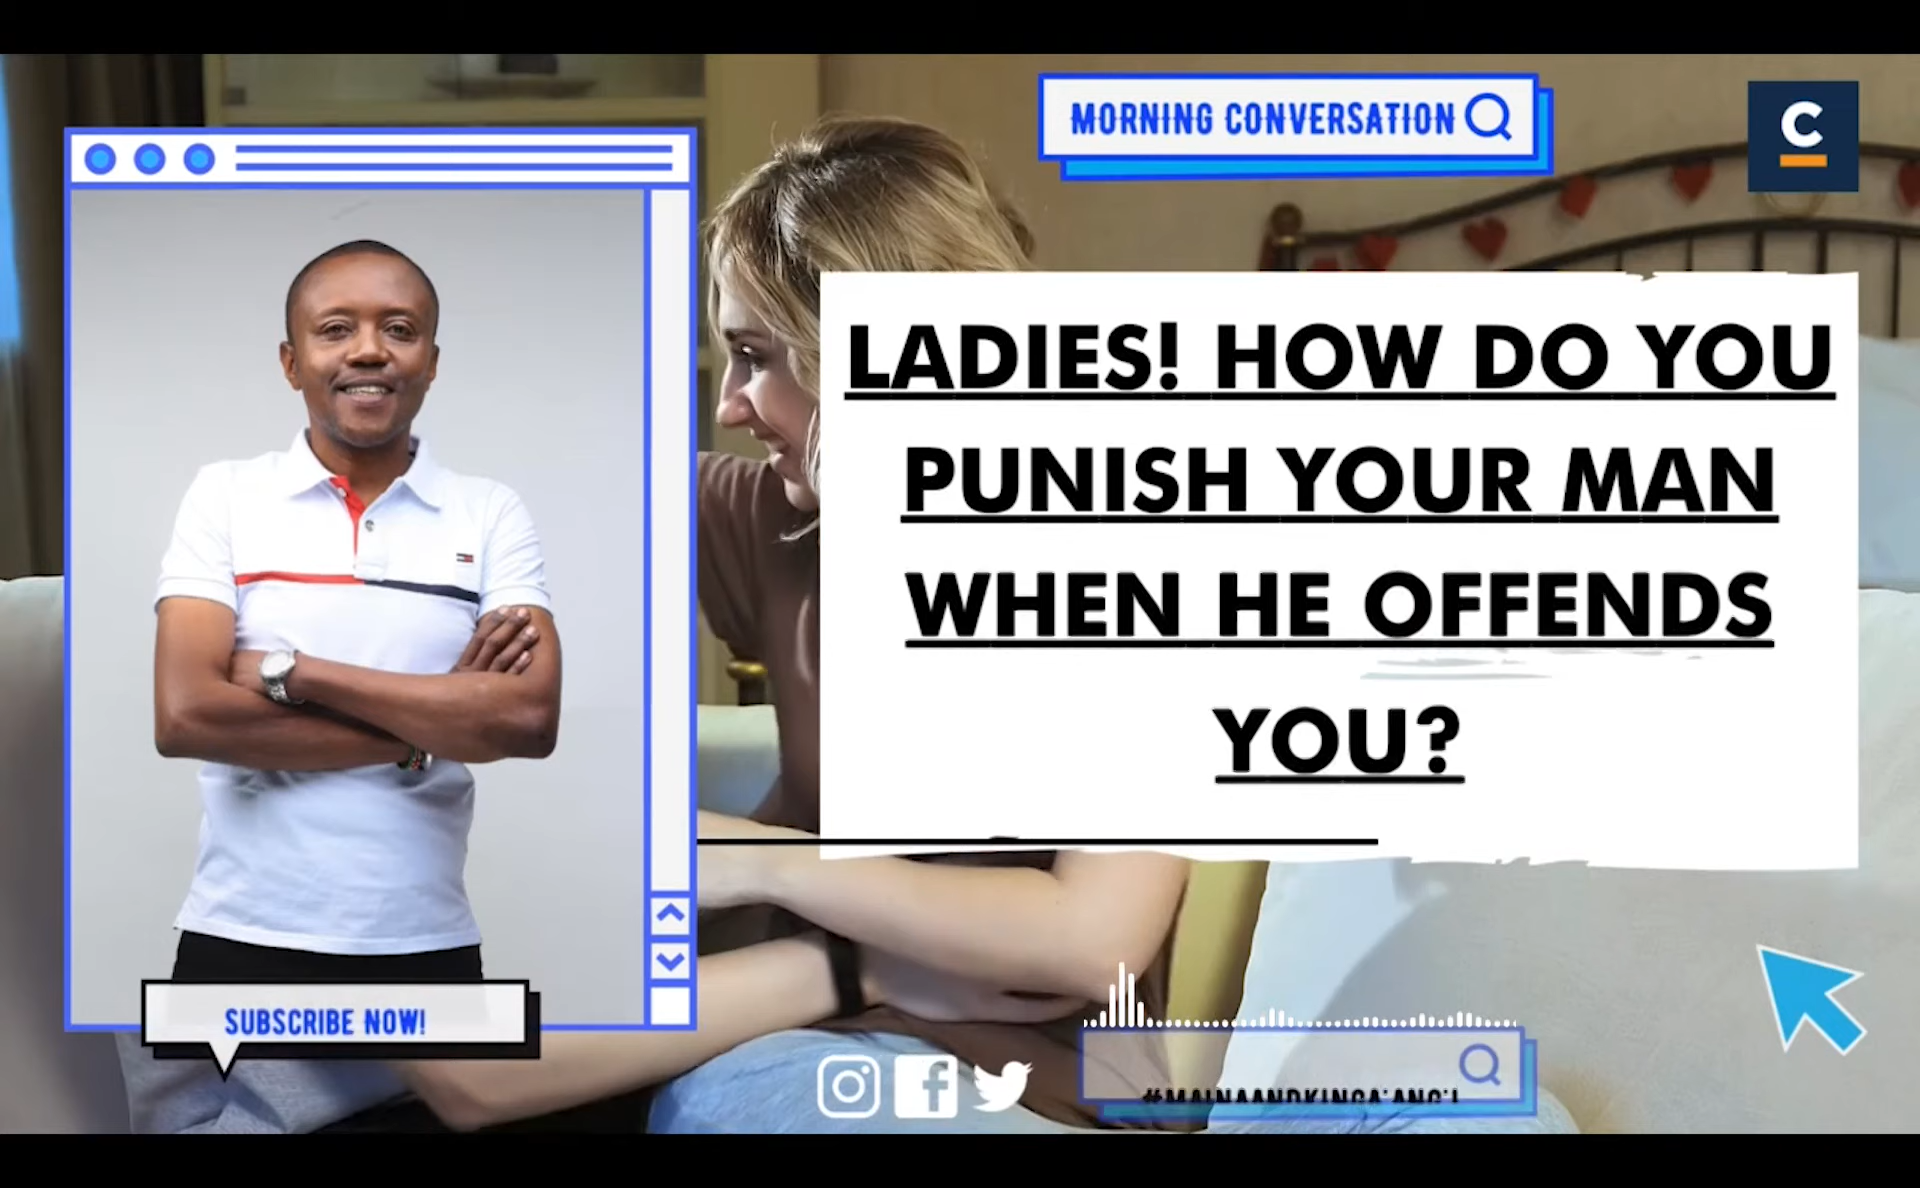 MORNING CONVERSATION
C
LADIES! HOW DO YOU
PUNISH YOUR MAN
WHEN HE OFFENDS
YOU?
SUBSCRIBE NOW!